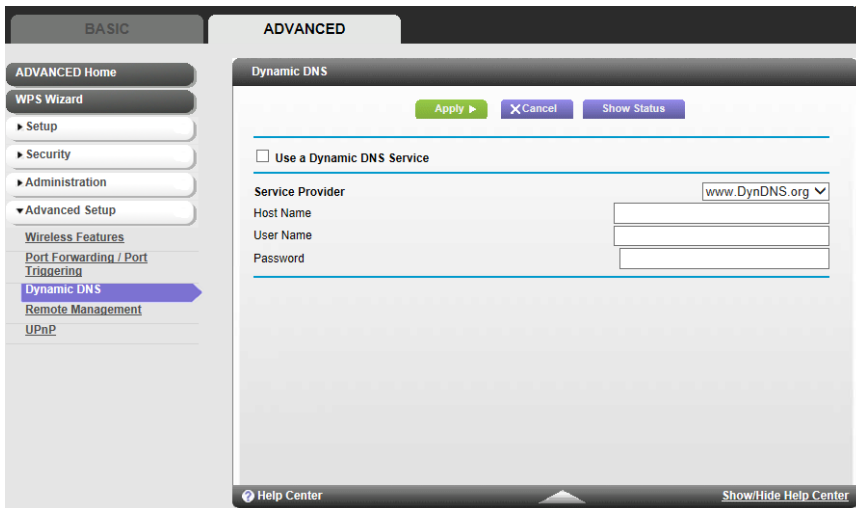 BASIC
ADVANCED
ADVANCED Home
WPS Wizard
Setup
Security
Administration
Advanced Setup
Wireless Features
Port Forwarding / Port
Triggering
Dynamic DNS
Remote Management
UPnP
Dynamic DNS
Apply
Cancel
Show Status
Use a Dynamic DNS Service
Service Provider
www.DynDNS.org
Host Name
User Name
Password
Help Center
Show/Hide Help Center